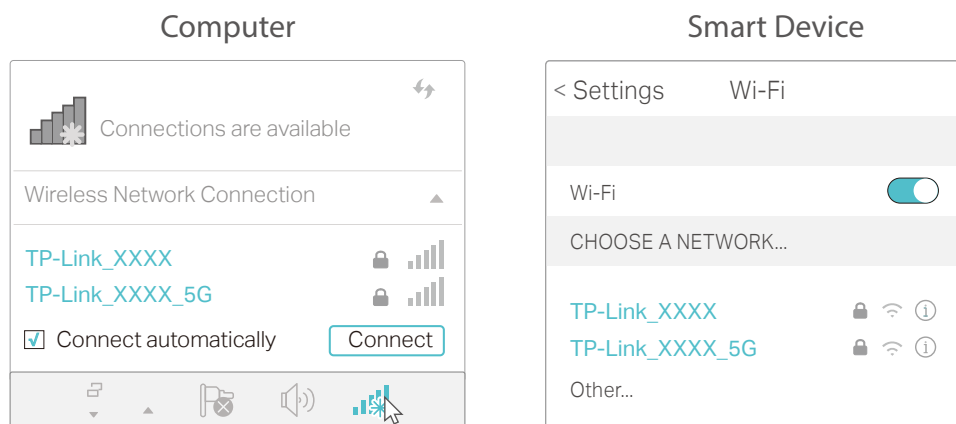 Computer
Connections are available
Wireless Network Connection
TP-Link_XXXX
TP-Link_XXXX_5G
Connect automatically
Connect
Smart Device
< Settings
Wi-Fi
Wi-Fi
CHOOSE A NETWORK...
TP-Link_XXXX
TP-Link_XXXX_5G
Other...